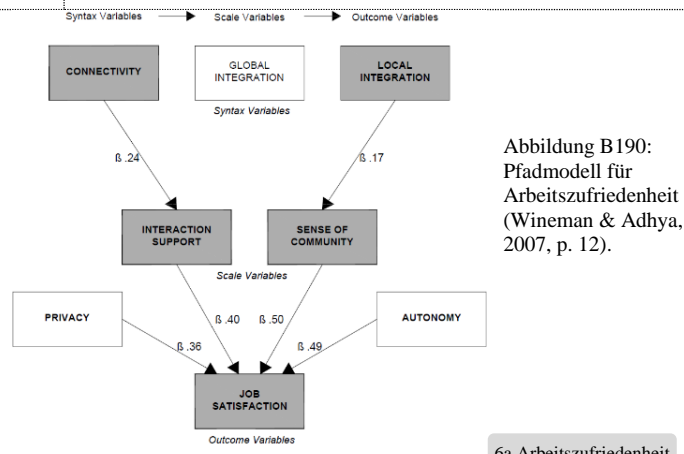 Syntax Variables Scale Variables Outcome Variables
CONNECTIVITY
GLOBAL
INTEGRATION
LOCAL
INTEGRATION
Syntax Variables
ß .24
ß .17
INTERACTION
SUPPORT
SENSE OF
COMMUNITY
Scale Variables
PRIVACY
ß .40
ß .50
AUTONOMY
ß .36
ß .49
JOB
SATISFACTION
Outcome Variables
Abbildung B190:
Pfadmodell für
Arbeitszufriedenheit
(Wineman & Adhya,
2007, p. 12).
6a Arbeitszufriedenheit